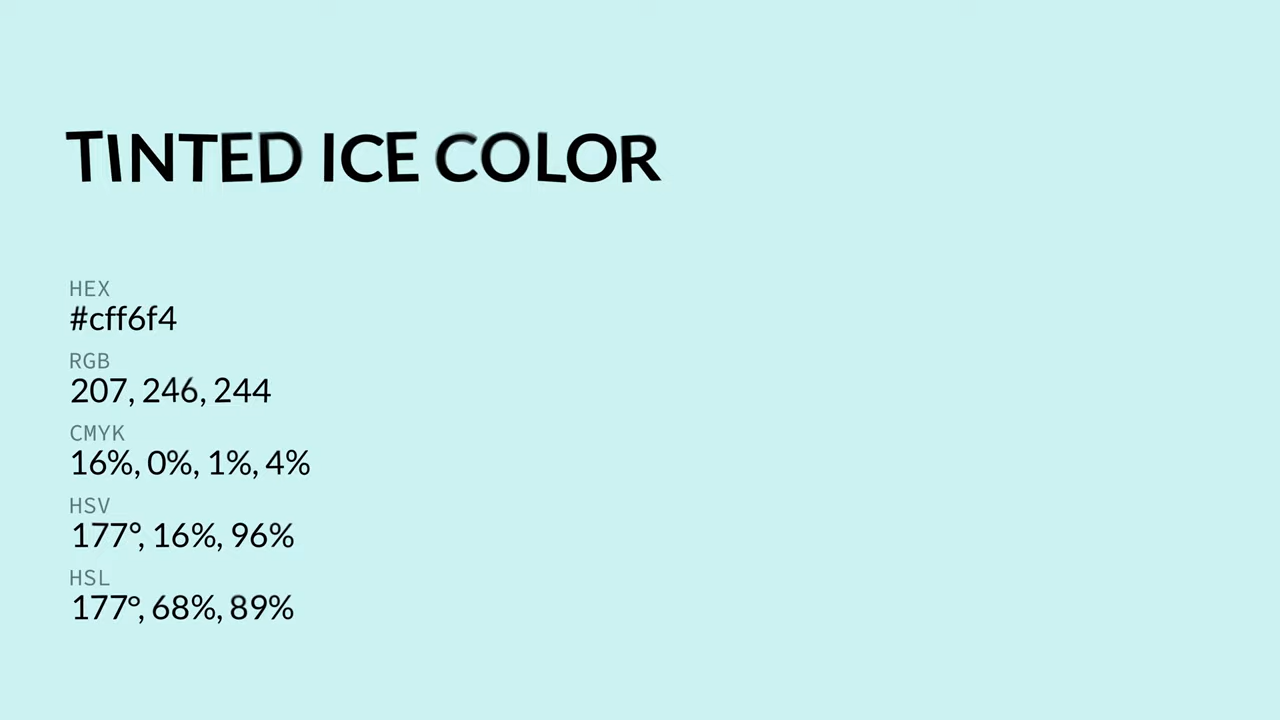 TINTED ICE COLOR
HEX
#cff6f4
RGB
207, 246, 244
CMYK
16%, 0%, 1%, 4%
HSV
177°, 16%, 96%
HSL
177°, 68%, 89%